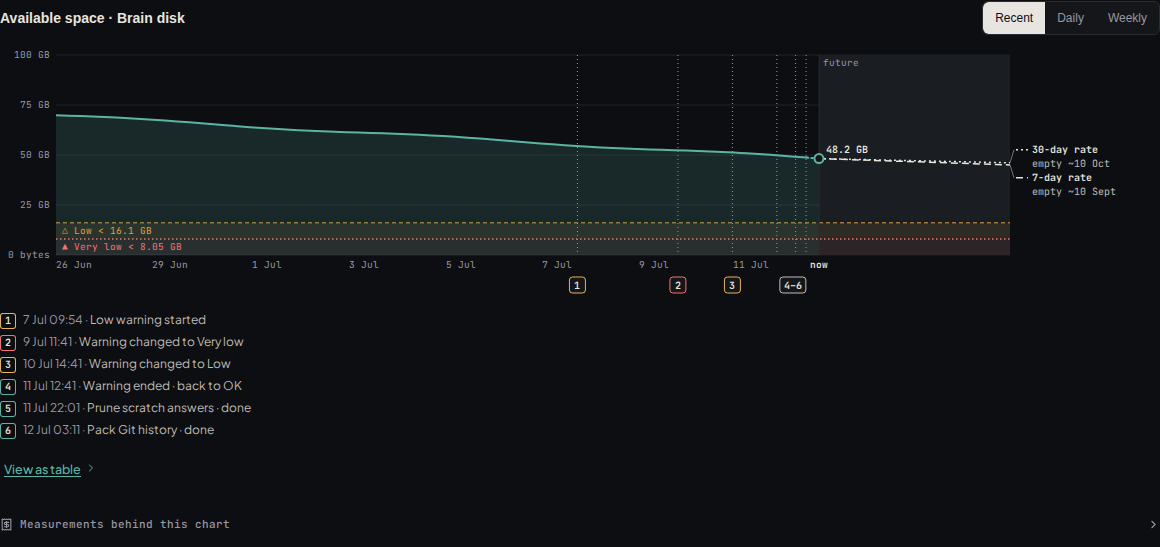 Available space · Brain disk
Recent Daily Weekly
100 GB
future
75 GB
50 GB
48.2 GB
30-day rate
empty ~10 Oct
7-day rate
empty ~10 Sept
25 GB
△ Low < 16.1 GB
▲ Very low < 8.05 GB
0 bytes
26 Jun 29 Jun 1 Jul 3 Jul 5 Jul 7 Jul 9 Jul 11 Jul now
1 2 3 4–6
1 7 Jul 09:54 · Low warning started
2 9 Jul 11:41 · Warning changed to Very low
3 10 Jul 14:41 · Warning changed to Low
4 11 Jul 12:41 · Warning ended · back to OK
5 11 Jul 22:01 · Prune scratch answers · done
6 12 Jul 03:11 · Pack Git history · done
View as table ›
Measurements behind this chart ›